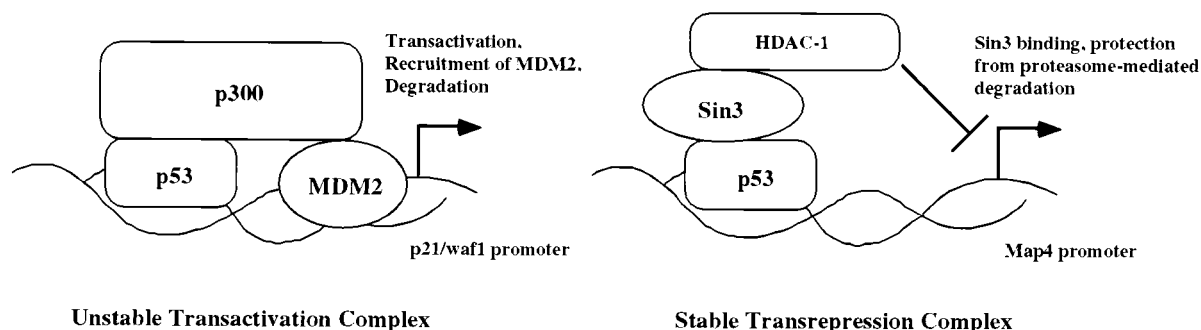 Transactivation,
Recruitment of MDM2,
Degradation
p300
p53
MDM2
p21/waf1 promoter
Unstable Transactivation Complex
HDAC-1
Sin3 binding, protection
from proteasome-mediated
degradation
Sin3
p53
Map4 promoter
Stable Transrepression Complex